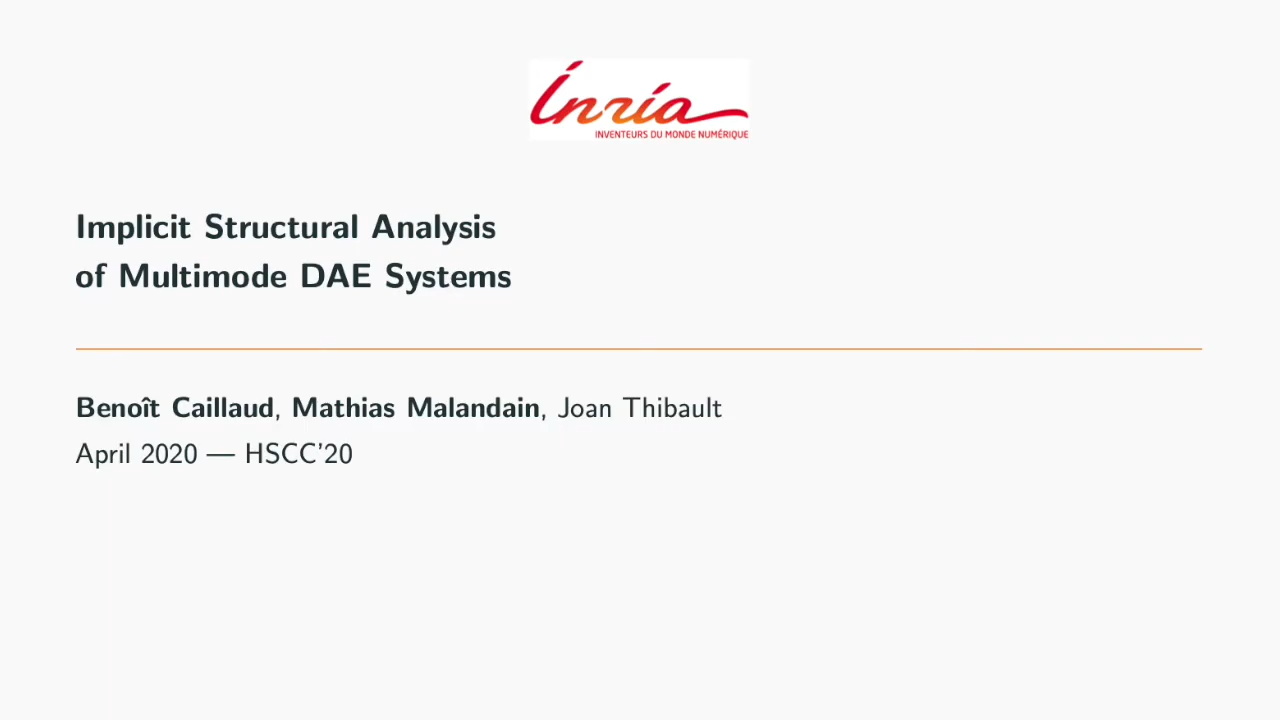 Inria
INVENTEURS DU MONDE NUMÉRIQUE
Implicit Structural Analysis
of Multimode DAE Systems
Benoît Caillaud, Mathias Malandain, Joan Thibault
April 2020 — HSCC'20